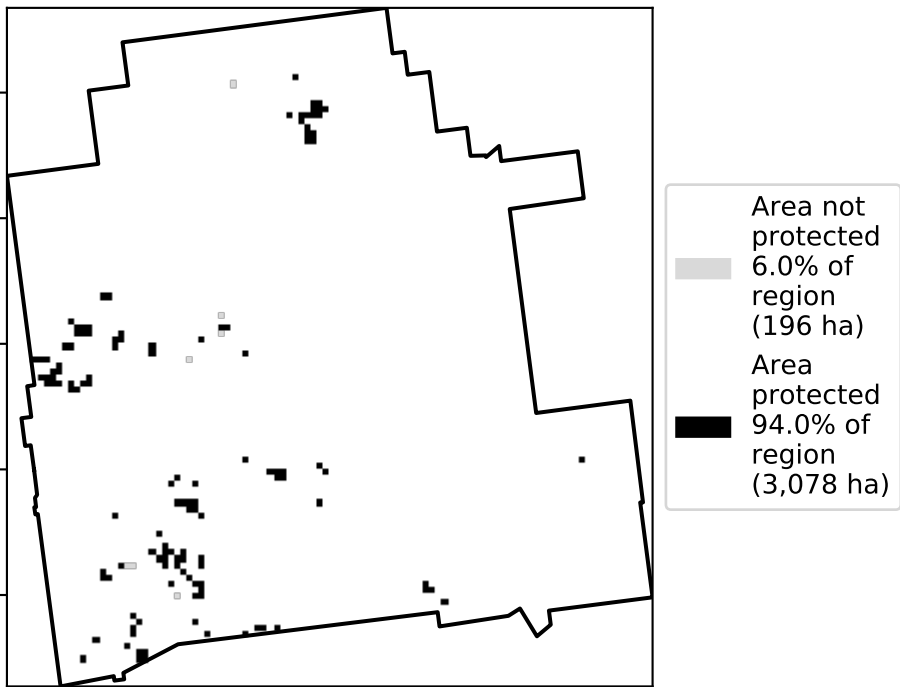 Area not
protected
6.0% of
region
(196 ha)
Area
protected
94.0% of
region
(3,078 ha)